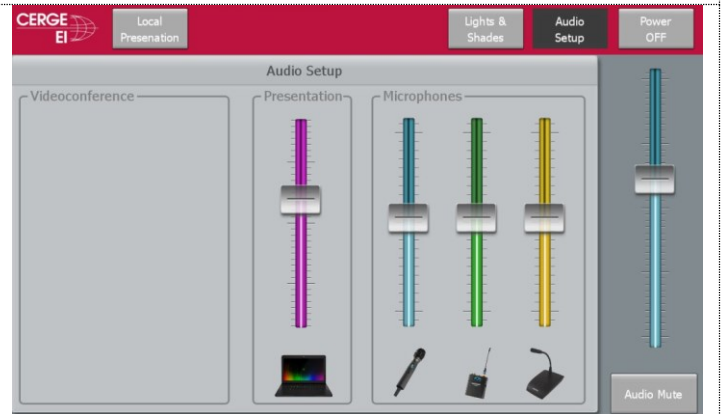 CERGE
EI
Local
Presenation
Lights &
Shades
Audio
Setup
Power
OFF
Audio Setup
Videoconference
Presentation
Microphones
Audio Mute